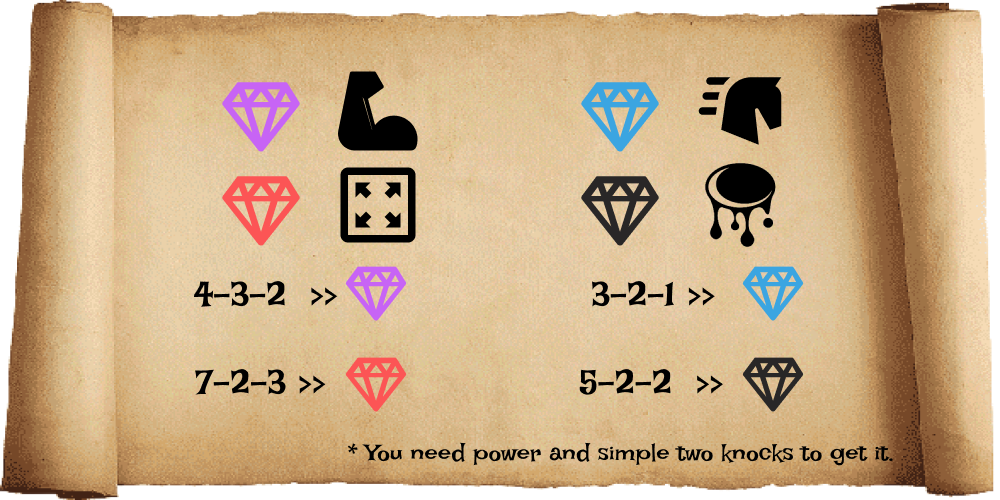 4-3-2 >>
3-2-1 >>
7-2-3 >>
5-2-2 >>
* You need power and simple two knocks to get it.